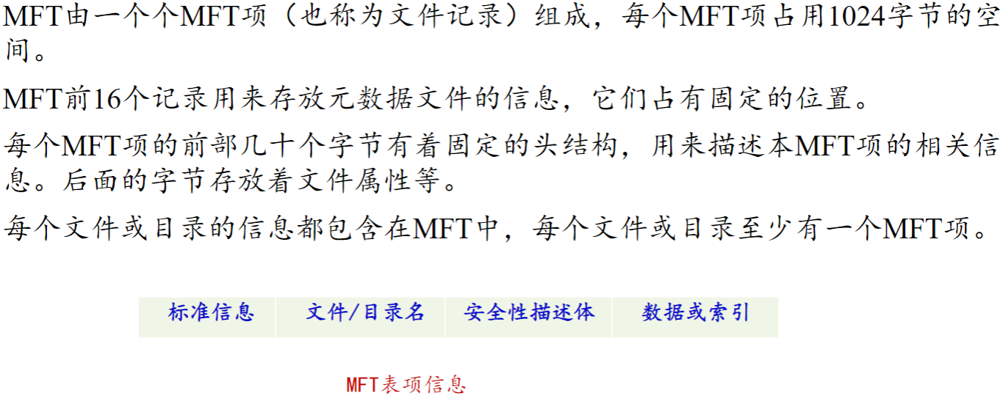 MFT由一个个MFT项（也称为文件记录）组成，每个MFT项占用1024字节的空
间。
MFT前16个记录用来存放元数据文件的信息，它们占有固定的位置。
每个MFT项的前部几十个字节有着固定的头结构，用来描述本MFT项的相关信
息。后面的字节存放着文件属性等。
每个文件或目录的信息都包含在MFT中，每个文件或目录至少有一个MFT项。
标准信息 文件/目录名 安全性描述体 数据或索引
MFT表项信息